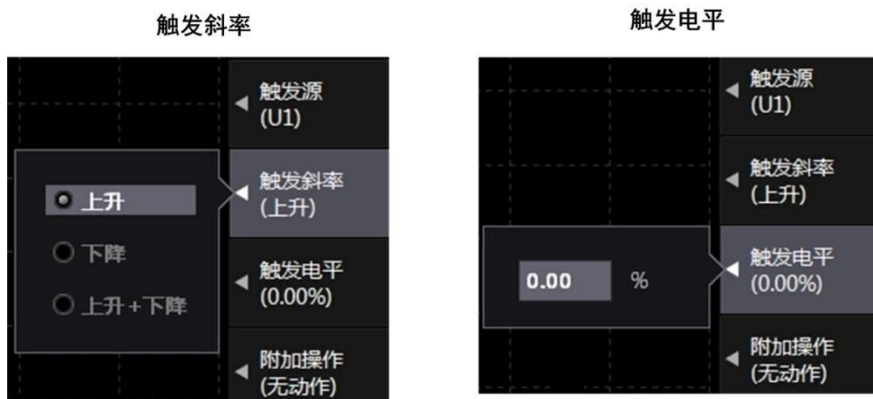 触发斜率
触发源
(U1)
触发斜率
(上升)
上升
下降
上升+下降
触发电平
(0.00%)
附加操作
(无动作)
触发电平
触发源
(U1)
触发斜率
(上升)
触发电平
(0.00%)
0.00 %
附加操作
(无动作)